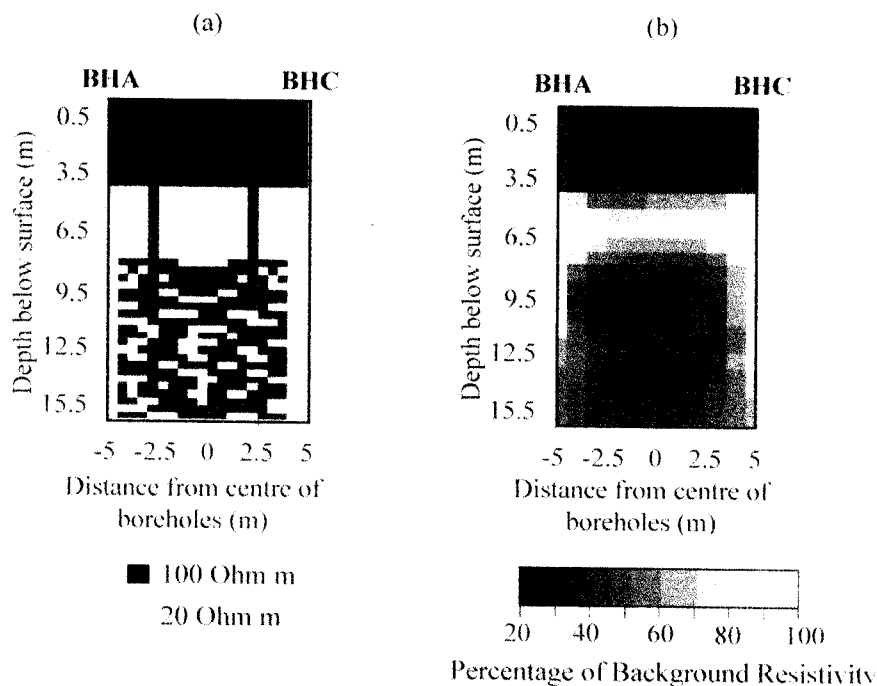 (a)
(b)
BHA BHC
BHA BHC
Depth below surface (m)
0.5
3.5
6.5
9.5
12.5
15.5
-5 -2.5 0 2.5 5
Distance from centre of
boreholes (m)
100 Ohm m
20 Ohm m
Depth below surface (m)
0.5
3.5
6.5
9.5
12.5
15.5
-5 -2.5 0 2.5 5
Distance from centre of
boreholes (m)
20 40 60 80 100
Percentage of Background Resistivity